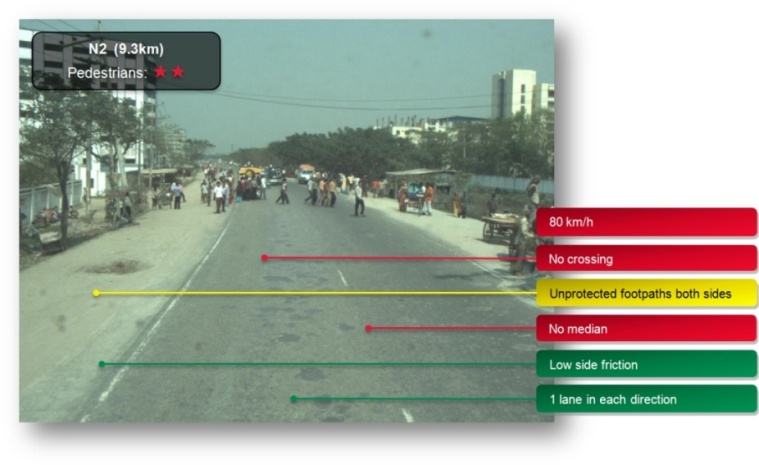 N2 (9.3km)
Pedestrians: ★★
80 km/h
No crossing
Unprotected footpaths both sides
No median
Low side friction
1 lane in each direction